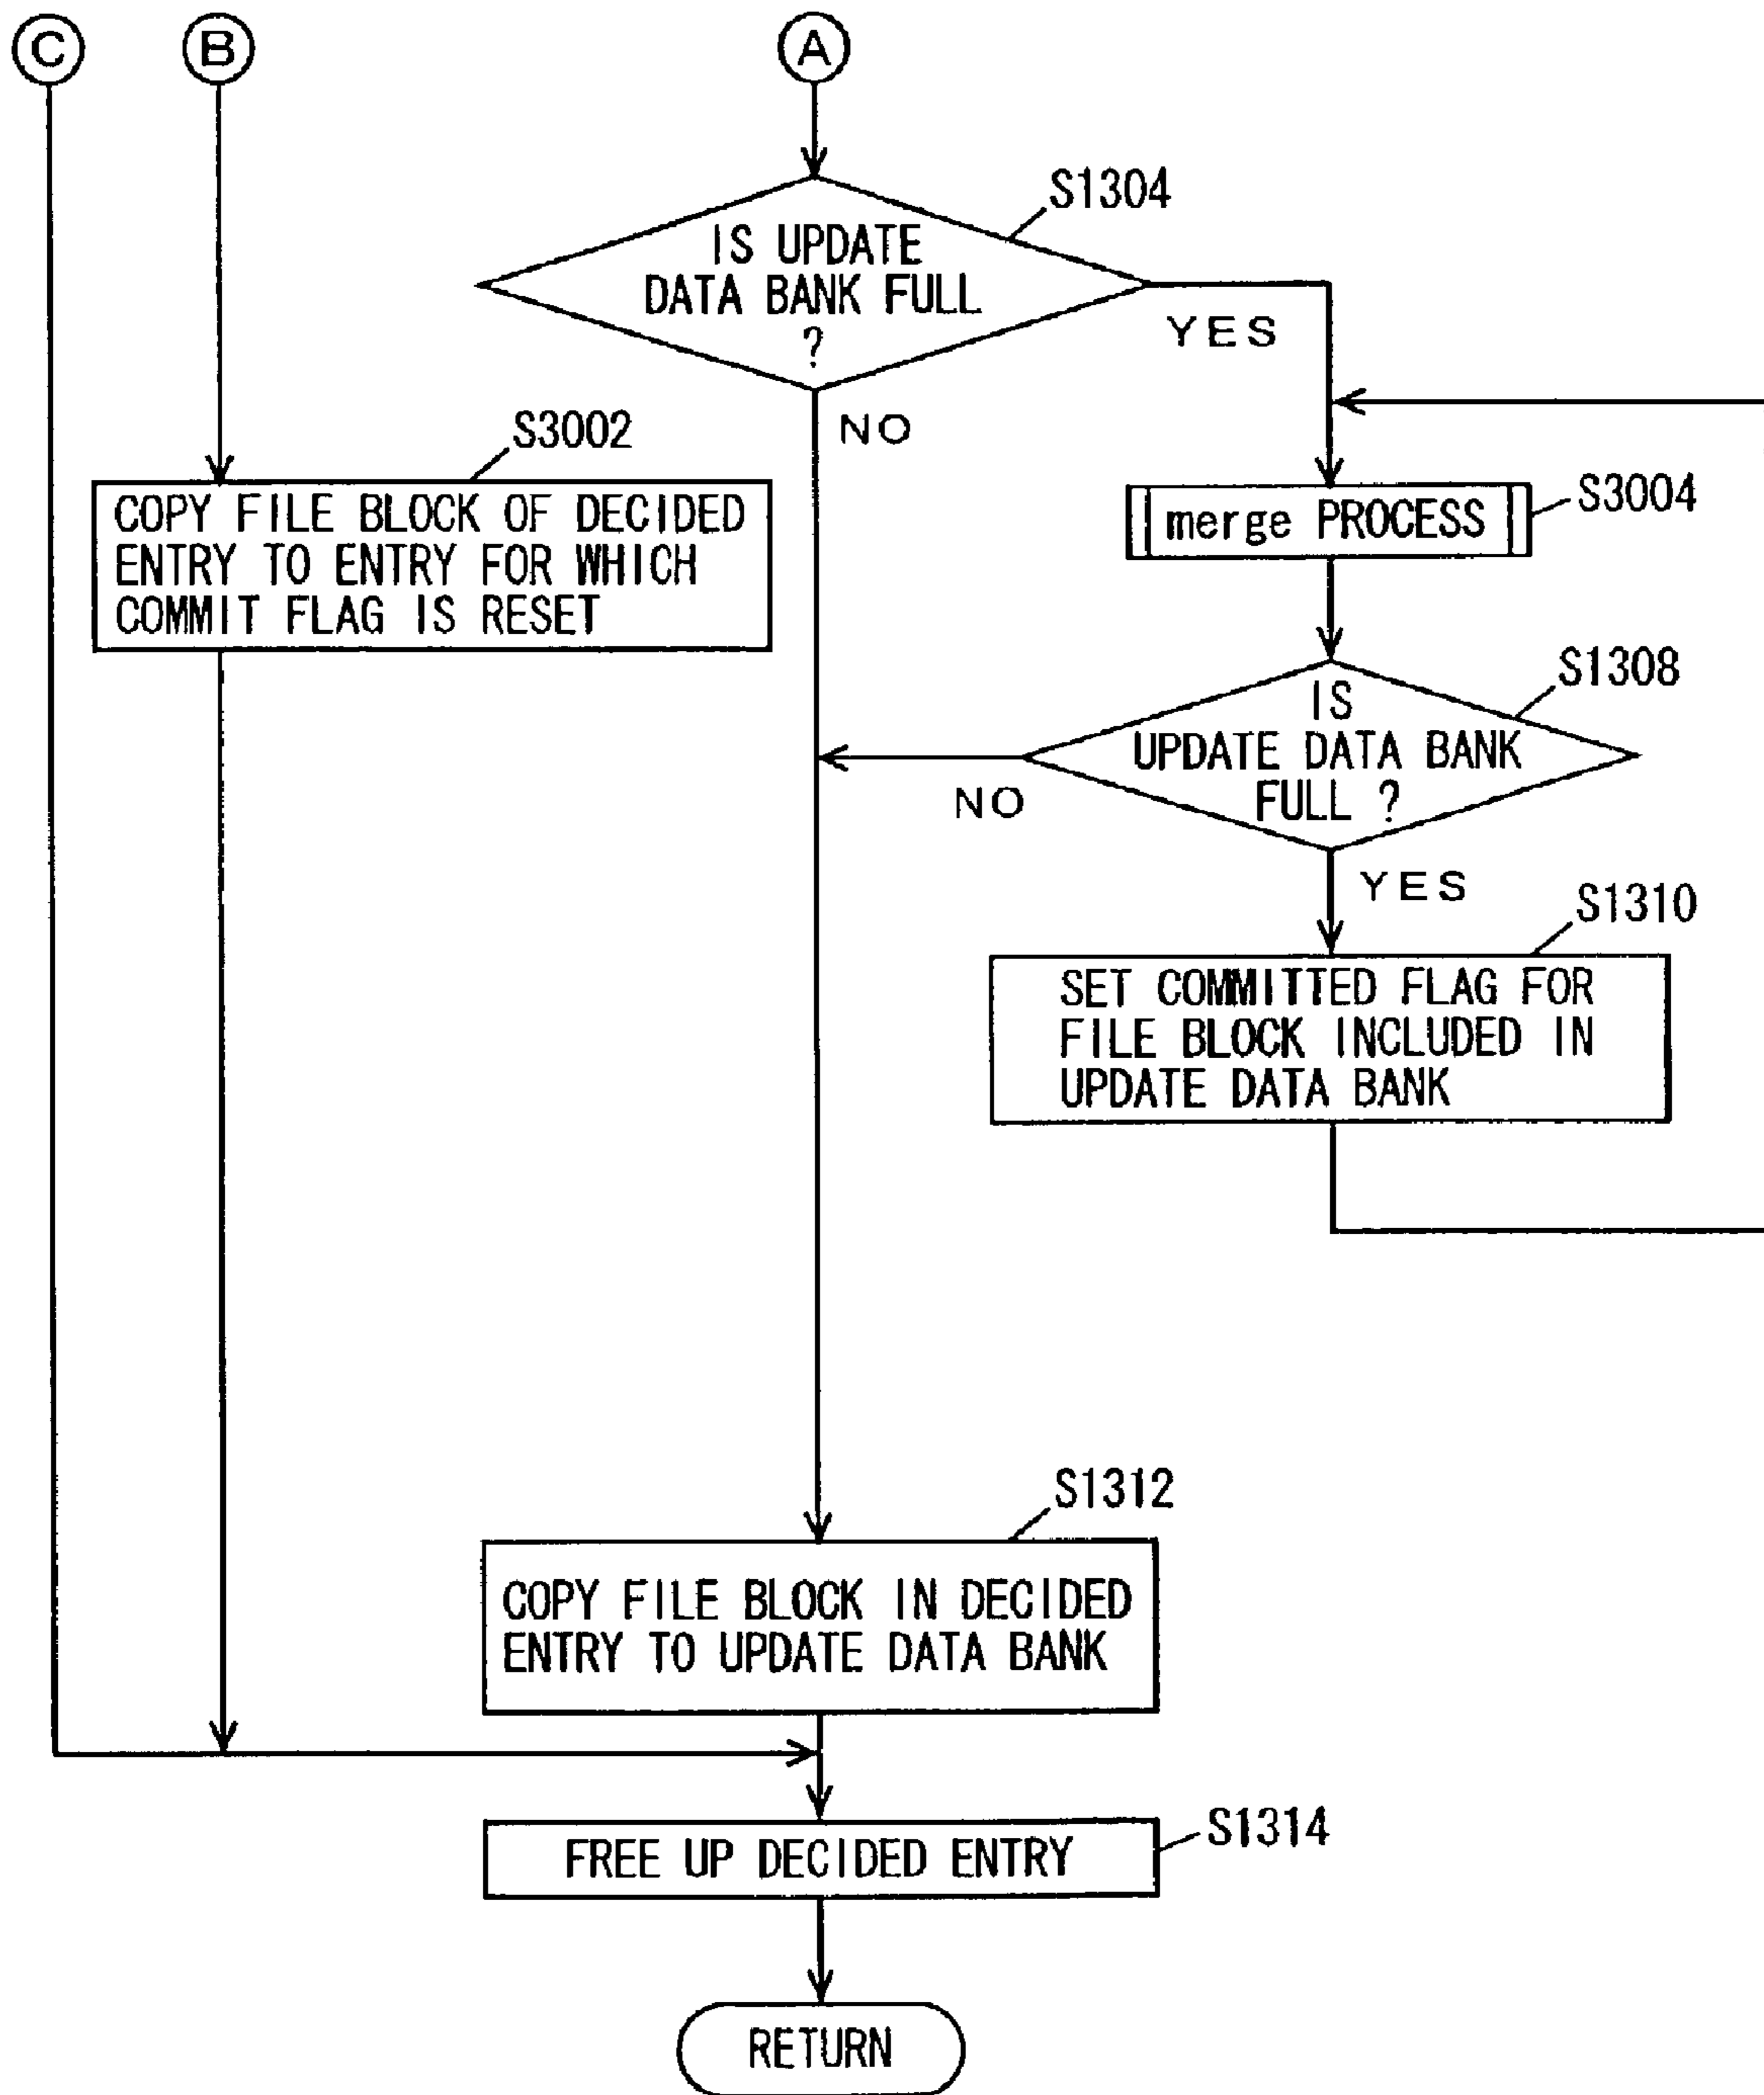 C
B
A
S1304
IS UPDATE
DATA BANK FULL
?
YES
NO
S3002
COPY FILE BLOCK OF DECIDED
ENTRY TO ENTRY FOR WHICH
COMMIT FLAG IS RESET
S3004
merge PROCESS
S1308
IS
UPDATE DATA BANK
FULL ?
NO
YES
S1310
SET COMMITTED FLAG FOR
FILE BLOCK INCLUDED IN
UPDATE DATA BANK
S1312
COPY FILE BLOCK IN DECIDED
ENTRY TO UPDATE DATA BANK
S1314
FREE UP DECIDED ENTRY
RETURN